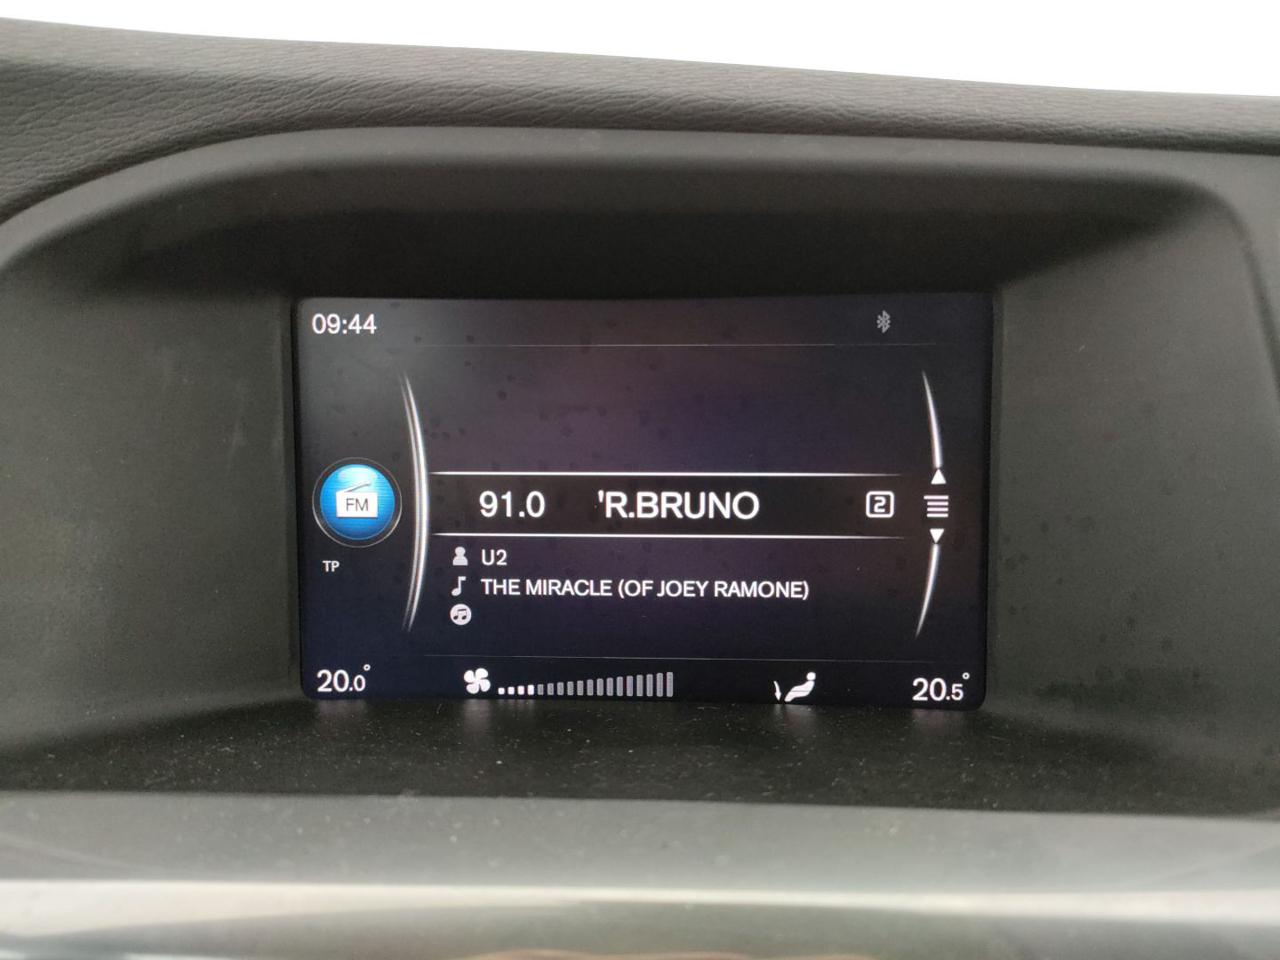 09:44
91.0 'R.BRUNO 2
FM
U2
TP
THE MIRACLE (OF JOEY RAMONE)
20.0° 20.5°